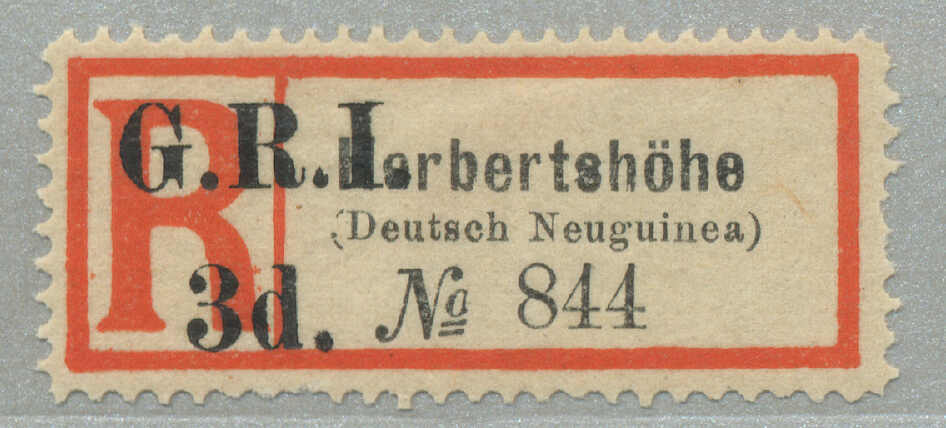 R
G.R.I.
Herbertshöhe
(Deutsch Neuguinea)
3d. № 844